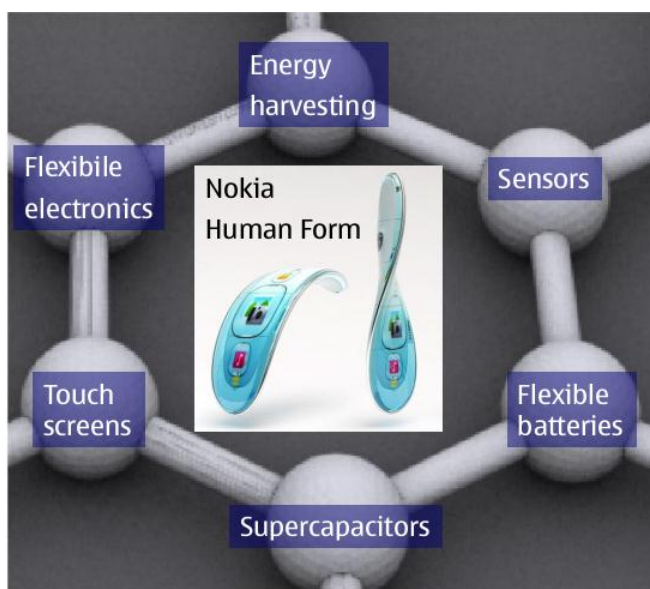 Energy
harvesting
Flexibile
electronics
Sensors
Nokia
Human Form
Touch
screens
Flexible
batteries
Supercapacitors